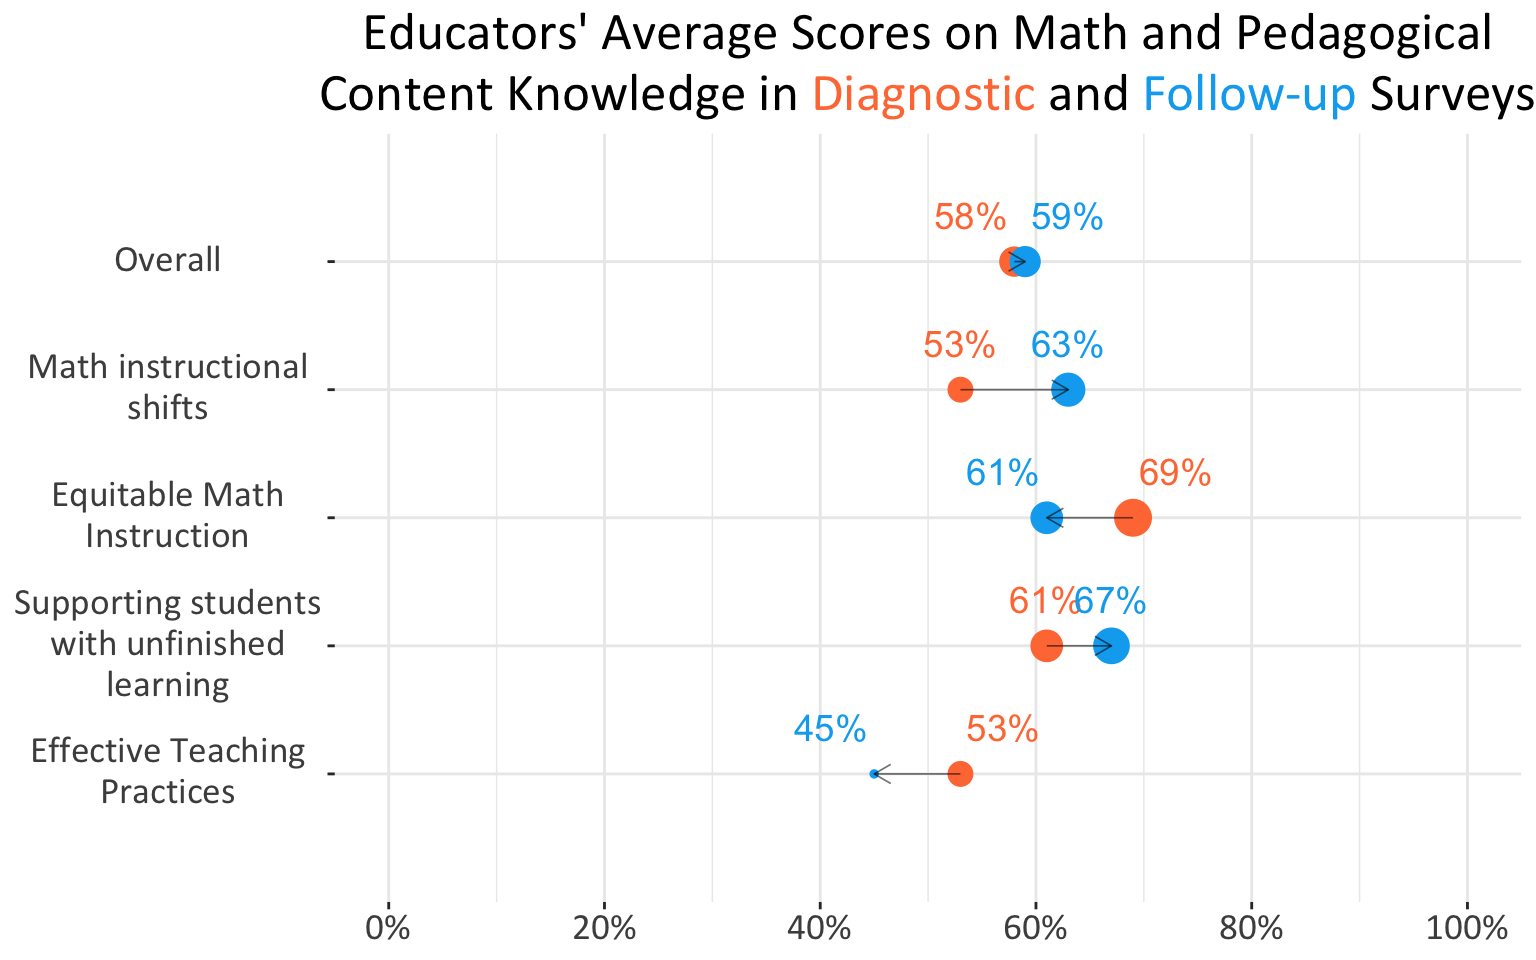 Educators' Average Scores on Math and Pedagogical
Content Knowledge in Diagnostic and Follow-up Surveys
58% 59%
Overall
53% 63%
Math instructional
shifts
61% 69%
Equitable Math
Instruction
61% 67%
Supporting students
with unfinished
learning
45% 53%
Effective Teaching
Practices
0% 20% 40% 60% 80% 100%